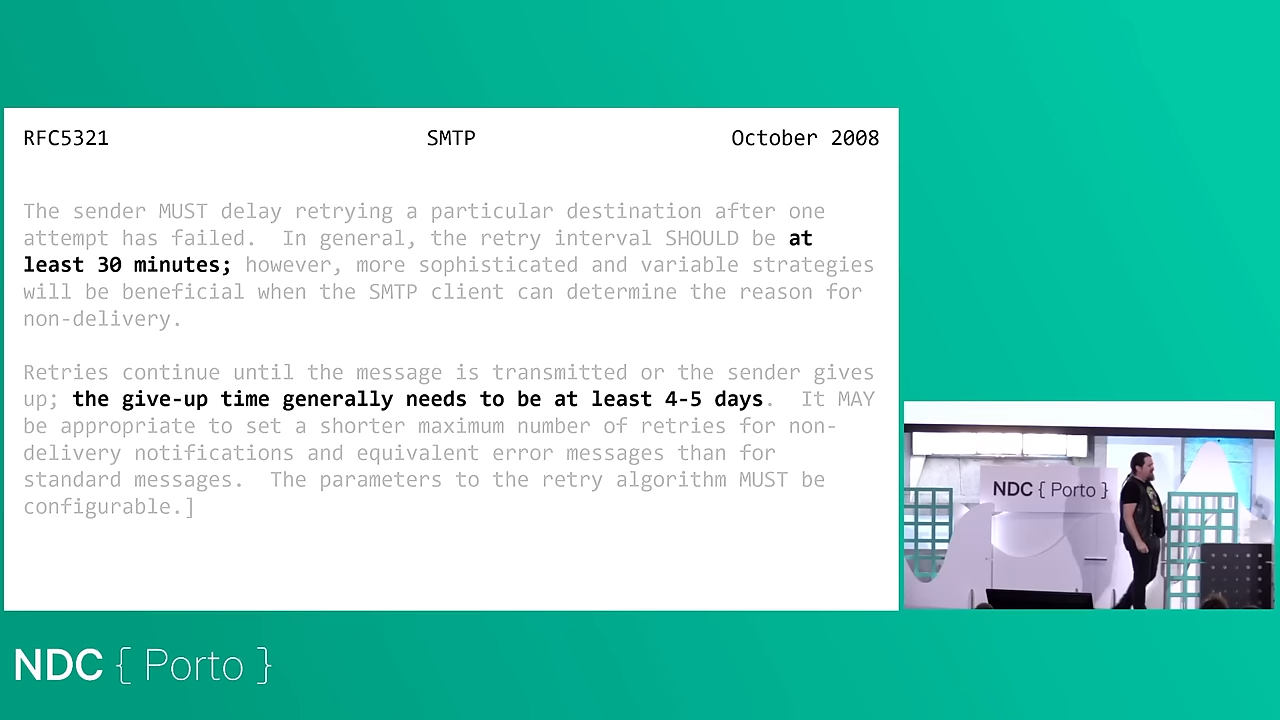 RFC5321 SMTP October 2008
The sender MUST delay retrying a particular destination after one
attempt has failed.  In general, the retry interval SHOULD be at
least 30 minutes; however, more sophisticated and variable strategies
will be beneficial when the SMTP client can determine the reason for
non-delivery.
Retries continue until the message is transmitted or the sender gives
up; the give-up time generally needs to be at least 4-5 days.  It MAY
be appropriate to set a shorter maximum number of retries for non-
delivery notifications and equivalent error messages than for
standard messages.  The parameters to the retry algorithm MUST be
configurable.]
NDC { Porto }
NDC { Porto }